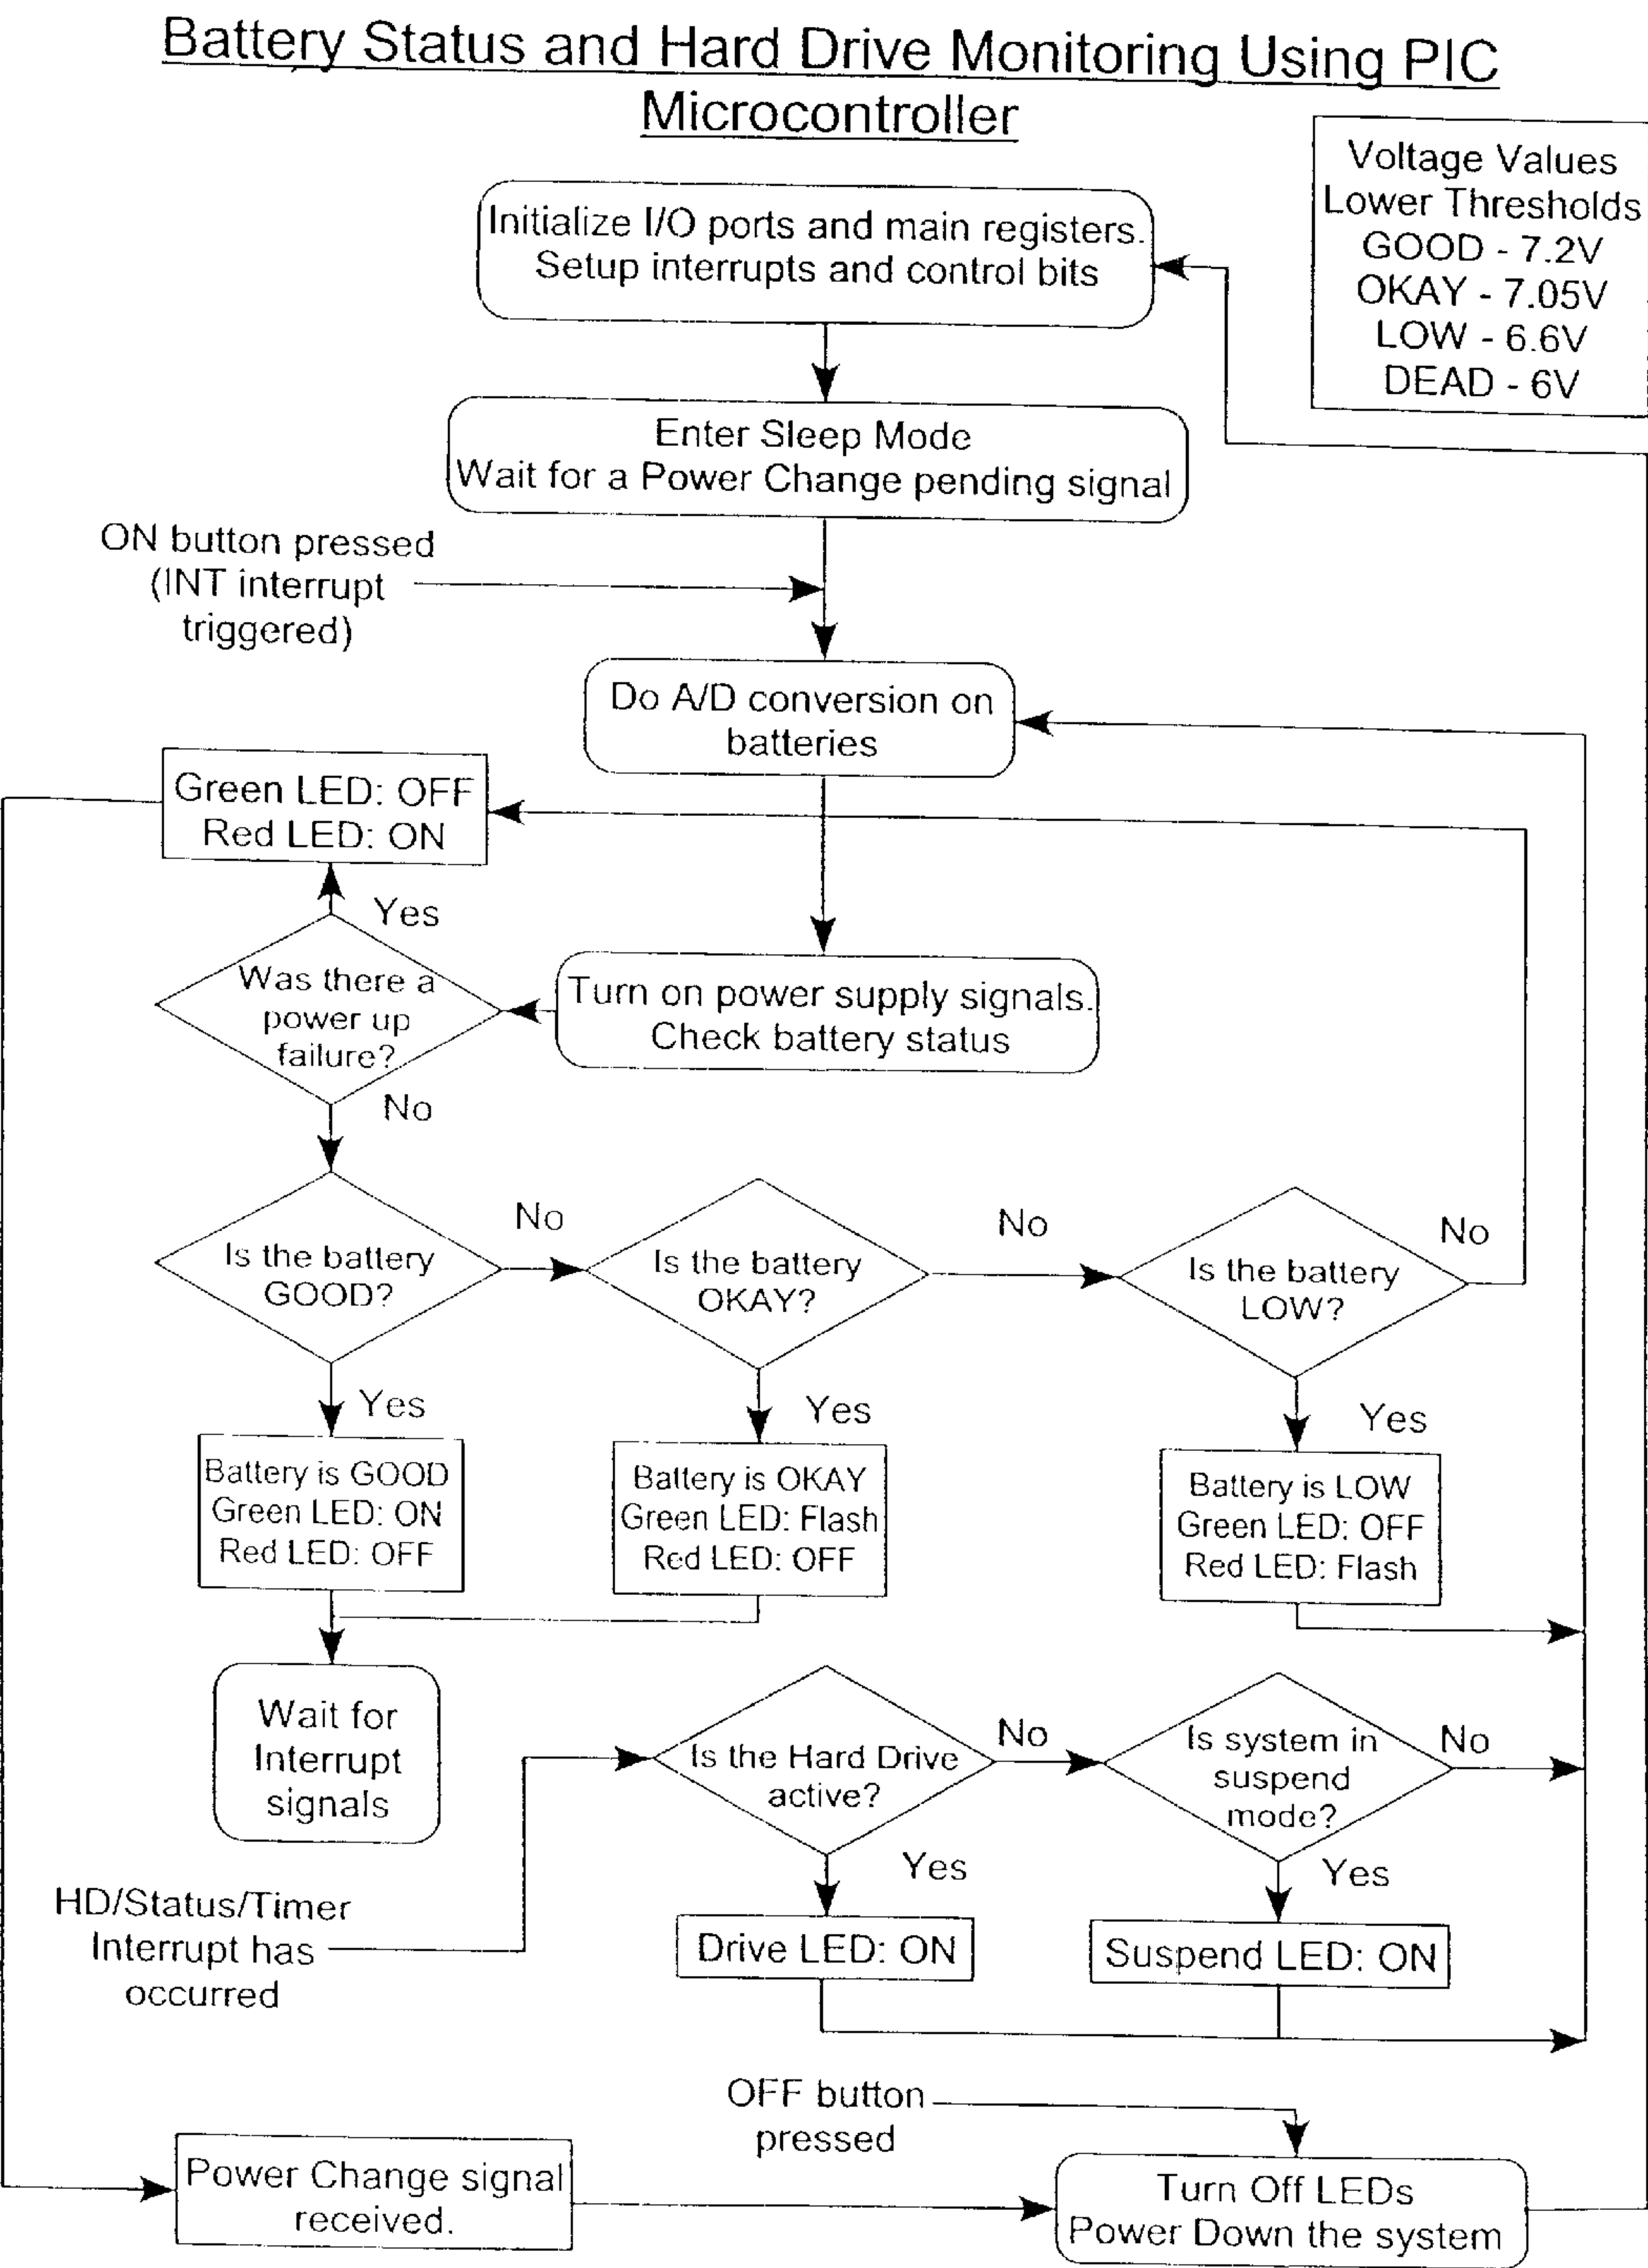 Battery Status and Hard Drive Monitoring Using PIC
Microcontroller
Voltage Values
Lower Thresholds
GOOD - 7.2V
OKAY - 7.05V
LOW - 6.6V
DEAD - 6V
Initialize I/O ports and main registers.
Setup interrupts and control bits
Enter Sleep Mode
Wait for a Power Change pending signal
ON button pressed
(INT interrupt
triggered)
Do A/D conversion on
batteries
Green LED: OFF
Red LED: ON
Yes
Was there a
power up
failure?
Turn on power supply signals.
Check battery status
No
Is the battery
GOOD?
No
Is the battery
OKAY?
No
Is the battery
LOW?
No
Yes
Yes
Yes
Battery is GOOD
Green LED: ON
Red LED: OFF
Battery is OKAY
Green LED: Flash
Red LED: OFF
Battery is LOW
Green LED: OFF
Red LED: Flash
Wait for
Interrupt
signals
Is the Hard Drive
active?
No
Is system in
suspend
mode?
No
Yes
Yes
HD/Status/Timer
Interrupt has
occurred
Drive LED: ON
Suspend LED: ON
OFF button
pressed
Power Change signal
received.
Turn Off LEDs
Power Down the system